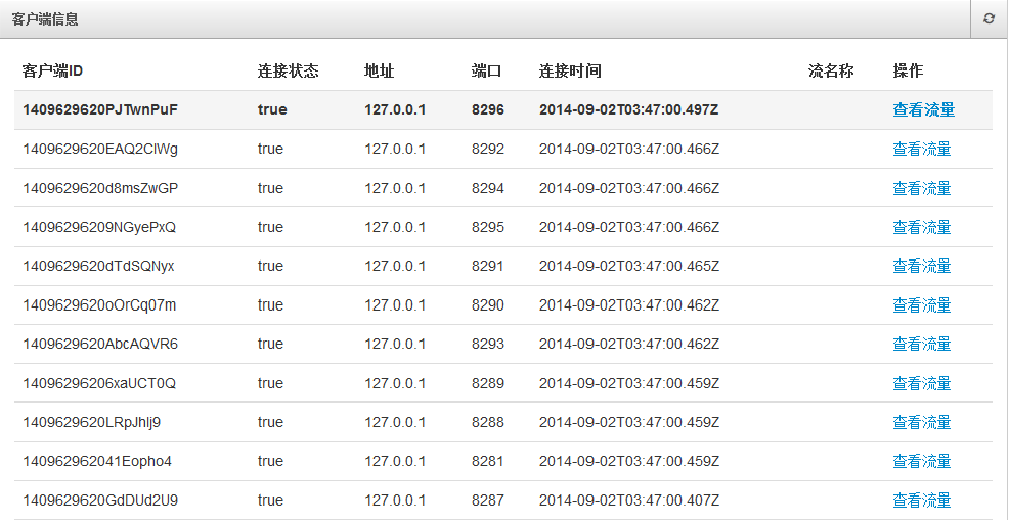 客户端信息
客户端ID 连接状态 地址 端口 连接时间 流名称 操作
1409629620PJTwnPuF true 127.0.0.1 8296 2014-09-02T03:47:00.497Z 查看流量
1409629620EAQ2CIWg true 127.0.0.1 8292 2014-09-02T03:47:00.466Z 查看流量
1409629620d8msZwGP true 127.0.0.1 8294 2014-09-02T03:47:00.466Z 查看流量
14096296209NGyePxQ true 127.0.0.1 8295 2014-09-02T03:47:00.466Z 查看流量
1409629620dTdSQNyx true 127.0.0.1 8291 2014-09-02T03:47:00.465Z 查看流量
1409629620oOrCq07m true 127.0.0.1 8290 2014-09-02T03:47:00.462Z 查看流量
1409629620AbcAQVR6 true 127.0.0.1 8293 2014-09-02T03:47:00.462Z 查看流量
14096296206xaUCT0Q true 127.0.0.1 8289 2014-09-02T03:47:00.459Z 查看流量
1409629620LRpJhlj9 true 127.0.0.1 8288 2014-09-02T03:47:00.459Z 查看流量
140962962041Eopho4 true 127.0.0.1 8281 2014-09-02T03:47:00.459Z 查看流量
1409629620GdDUd2U9 true 127.0.0.1 8287 2014-09-02T03:47:00.407Z 查看流量